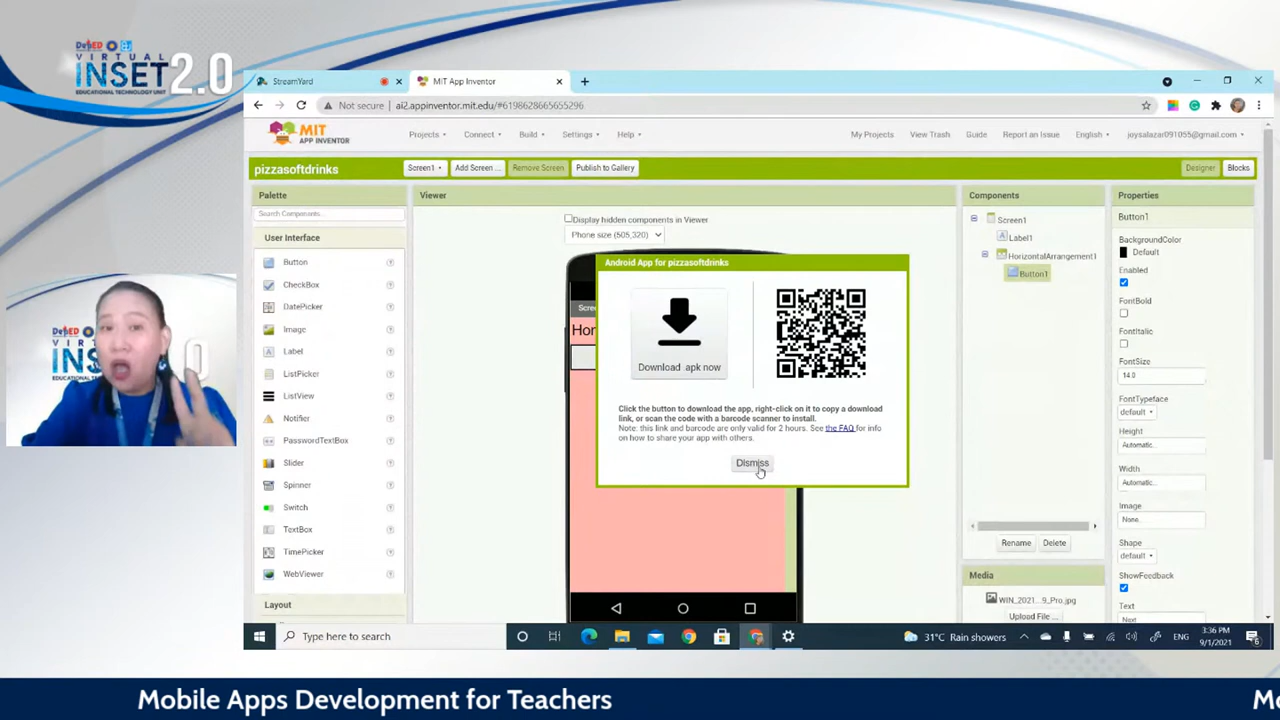 DepED
VIRTUAL
INSET 2.0
EDUCATIONAL TECHNOLOGY UNIT
StreamYard
MIT App Inventor
Not secure
ai2.appinventor.mit.edu/#6198628665655296
MIT
APP INVENTOR
Projects
Connect
Build
Settings
Help
My Projects
View Trash
Guide
Report an Issue
English
joysalazar091055@gmail.com
pizzasoftdrinks
Screen1
Add Screen ...
Remove Screen
Publish to Gallery
Designer
Blocks
Palette
Search Components...
User Interface
Button
CheckBox
DatePicker
Image
Label
ListPicker
ListView
Notifier
PasswordTextBox
Slider
Spinner
Switch
TextBox
TimePicker
WebViewer
Layout
Viewer
Display hidden components in Viewer
Phone size (505,320)
Android App for pizzasoftdrinks
Download .apk now
Click the button to download the app, right-click on it to copy a download
link, or scan the code with a barcode scanner to install.
Note: this link and barcode are only valid for 2 hours. See the FAQ for info
on how to share your app with others.
Dismiss
Components
Screen1
Label1
HorizontalArrangement1
Button1
Rename
Delete
Media
WIN_2021...9_Pro.jpg
Upload File ...
Properties
Button1
BackgroundColor
Default
Enabled
FontBold
FontItalic
FontSize
14.0
FontTypeface
default
Height
Automatic...
Width
Automatic...
Image
None...
Shape
default
ShowFeedback
Text
Next
Type here to search
31°C Rain showers
ENG
3:36 PM
9/1/2021
6
Mobile Apps Development for Teachers